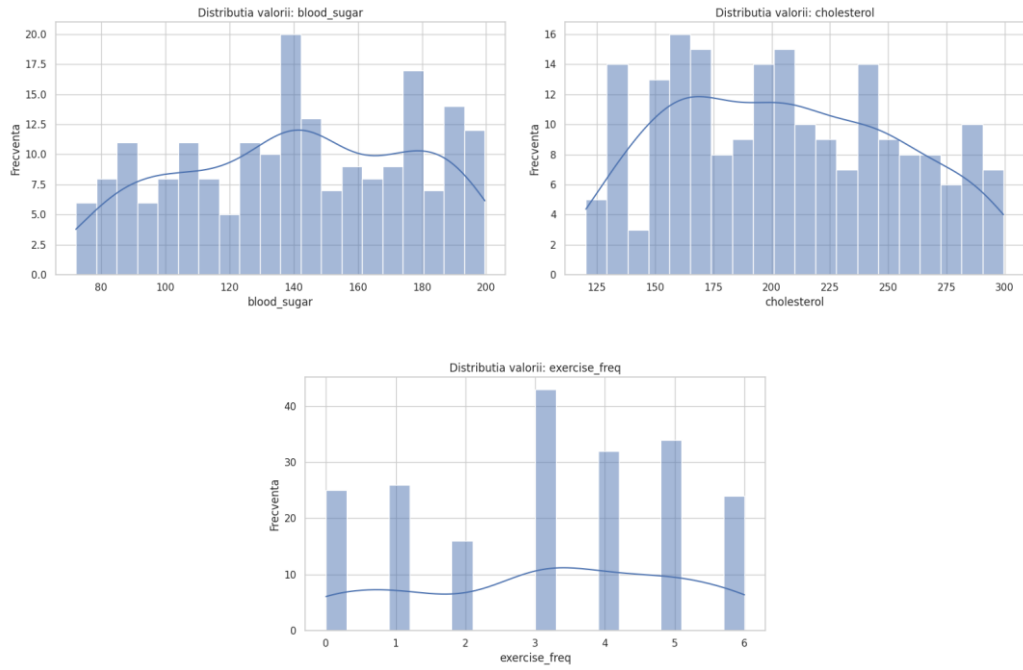 Distributia valorii: blood_sugar
20.0
17.5
15.0
12.5
10.0
7.5
5.0
2.5
0.0
Frecventa
80 100 120 140 160 180 200
blood_sugar
Distributia valorii: cholesterol
16
14
12
10
8
6
4
2
0
Frecventa
125 150 175 200 225 250 275 300
cholesterol
Distributia valorii: exercise_freq
40
30
20
10
0
Frecventa
0 1 2 3 4 5 6
exercise_freq